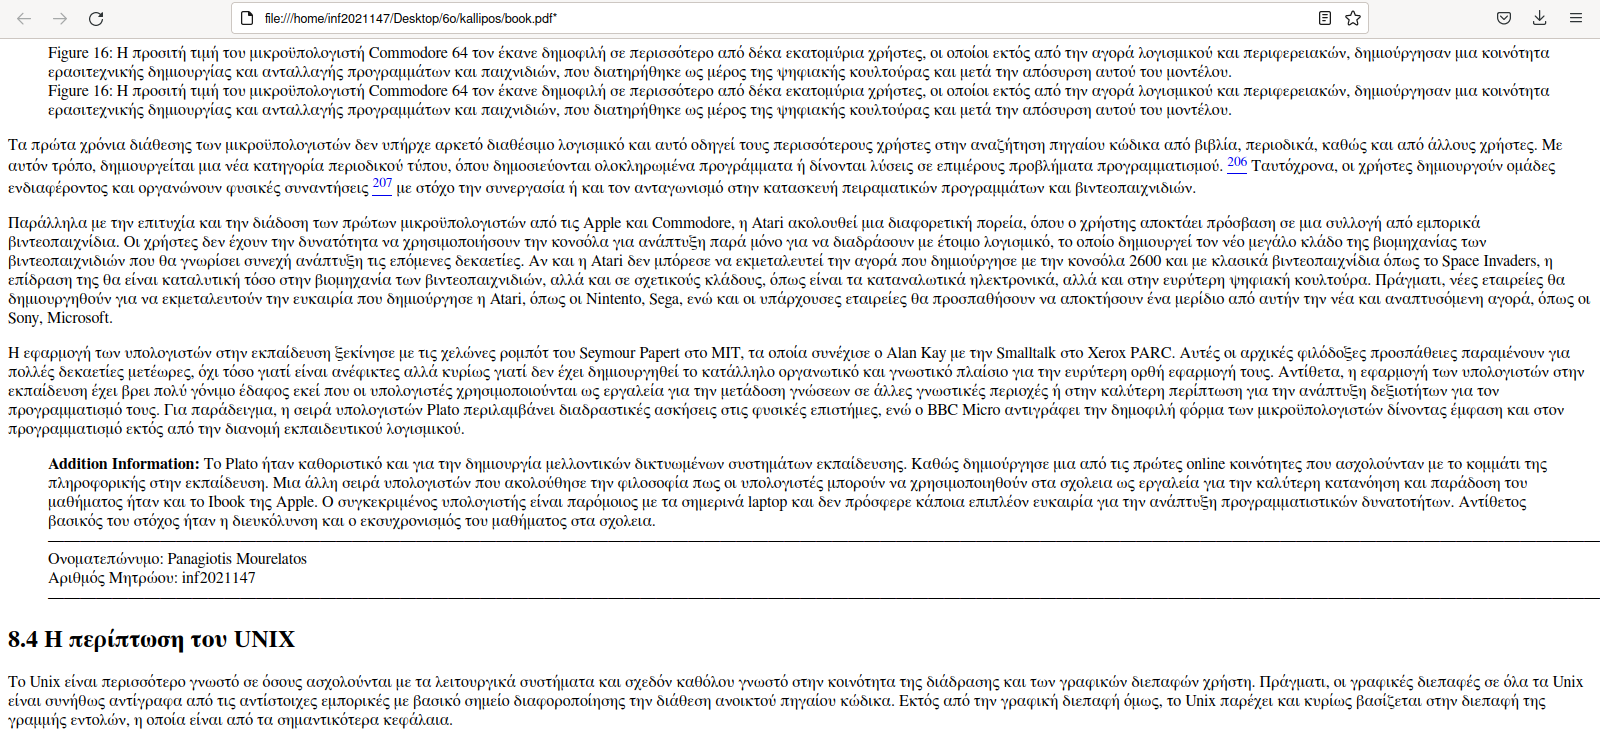 file:///home/inf2021147/Desktop/6o/kallipos/book.pdf*
Figure 16: Η προσιτή τιμή του μικροϋπολογιστή Commodore 64 τον έκανε δημοφιλή σε περισσότερο από δέκα εκατομύρια χρήστες, οι οποίοι εκτός από την αγορά λογισμικού και περιφερειακών, δημιούργησαν μια κοινότητα
ερασιτεχνικής δημιουργίας και ανταλλαγής προγραμμάτων και παιχνιδιών, που διατηρήθηκε ως μέρος της ψηφιακής κουλτούρας και μετά την απόσυρση αυτού του μοντέλου.
Figure 16: Η προσιτή τιμή του μικροϋπολογιστή Commodore 64 τον έκανε δημοφιλή σε περισσότερο από δέκα εκατομύρια χρήστες, οι οποίοι εκτός από την αγορά λογισμικού και περιφερειακών, δημιούργησαν μια κοινότητα
ερασιτεχνικής δημιουργίας και ανταλλαγής προγραμμάτων και παιχνιδιών, που διατηρήθηκε ως μέρος της ψηφιακής κουλτούρας και μετά την απόσυρση αυτού του μοντέλου.
Τα πρώτα χρόνια διάθεσης των μικροϋπολογιστών δεν υπήρχε αρκετό διαθέσιμο λογισμικό και αυτό οδηγεί τους περισσότερους χρήστες στην αναζήτηση πηγαίου κώδικα από βιβλία, περιοδικά, καθώς και από άλλους χρήστες. Με
αυτόν τρόπο, δημιουργείται μια νέα κατηγορία περιοδικού τύπου, όπου δημοσιεύονται ολοκληρωμένα προγράμματα ή δίνονται λύσεις σε επιμέρους προβλήματα προγραμματισμού. 206 Ταυτόχρονα, οι χρήστες δημιουργούν ομάδες
ενδιαφέροντος και οργανώνουν φυσικές συναντήσεις 207 με στόχο την συνεργασία ή και τον ανταγωνισμό στην κατασκευή πειραματικών προγραμμάτων και βιντεοπαιχνιδιών.
Παράλληλα με την επιτυχία και την διάδοση των πρώτων μικροϋπολογιστών από τις Apple και Commodore, η Atari ακολουθεί μια διαφορετική πορεία, όπου ο χρήστης αποκτάει πρόσβαση σε μια συλλογή από εμπορικά
βιντεοπαιχνίδια. Οι χρήστες δεν έχουν την δυνατότητα να χρησιμοποιήσουν την κονσόλα για ανάπτυξη παρά μόνο για να διαδράσουν με έτοιμο λογισμικό, το οποίο δημιουργεί τον νέο μεγάλο κλάδο της βιομηχανίας των
βιντεοπαιχνιδιών που θα γνωρίσει συνεχή ανάπτυξη τις επόμενες δεκαετίες. Αν και η Atari δεν μπόρεσε να εκμεταλευτεί την αγορά που δημιούργησε με την κονσόλα 2600 και με κλασικά βιντεοπαιχνίδια όπως το Space Invaders, η
επίδραση της θα είναι καταλυτική τόσο στην βιομηχανία των βιντεοπαιχνιδιών, αλλά και σε σχετικούς κλάδους, όπως είναι τα καταναλωτικά ηλεκτρονικά, αλλά και στην ευρύτερη ψηφιακή κουλτούρα. Πράγματι, νέες εταιρείες θα
δημιουργηθούν για να εκμεταλευτούν την ευκαιρία που δημιούργησε η Atari, όπως οι Nintento, Sega, ενώ και οι υπάρχουσες εταιρείες θα προσπαθήσουν να αποκτήσουν ένα μερίδιο από αυτήν την νέα και αναπτυσόμενη αγορά, όπως οι
Sony, Microsoft.
Η εφαρμογή των υπολογιστών στην εκπαίδευση ξεκίνησε με τις χελώνες ρομπότ του Seymour Papert στο MIT, τα οποία συνέχισε ο Alan Kay με την Smalltalk στο Xerox PARC. Αυτές οι αρχικές φιλόδοξες προσπάθειες παραμένουν για
πολλές δεκαετίες μετέωρες, όχι τόσο γιατί είναι ανέφικτες αλλά κυρίως γιατί δεν έχει δημιουργηθεί το κατάλληλο οργανωτικό και γνωστικό πλαίσιο για την ευρύτερη ορθή εφαρμογή τους. Αντίθετα, η εφαρμογή των υπολογιστών στην
εκπαίδευση έχει βρει πολύ γόνιμο έδαφος εκεί που οι υπολογιστές χρησιμοποιούνται ως εργαλεία για την μετάδοση γνώσεων σε άλλες γνωστικές περιοχές ή στην καλύτερη περίπτωση για την ανάπτυξη δεξιοτήτων για τον
προγραμματισμό τους. Για παράδειγμα, η σειρά υπολογιστών Plato περιλαμβάνει διαδραστικές ασκήσεις στις φυσικές επιστήμες, ενώ ο BBC Micro αντιγράφει την δημοφιλή φόρμα των μικροϋπολογιστών δίνοντας έμφαση και στον
προγραμματισμό εκτός από την διανομή εκπαιδευτικού λογισμικού.
Addition Information: Το Plato ήταν καθοριστικό και για την δημιουργία μελλοντικών δικτυωμένων συστημάτων εκπαίδευσης. Καθώς δημιούργησε μια από τις πρώτες online κοινότητες που ασχολούνταν με το κομμάτι της
πληροφορικής στην εκπαίδευση. Μια άλλη σειρά υπολογιστών που ακολούθησε την φιλοσοφία πως οι υπολογιστές μπορούν να χρησιμοποιηθούν στα σχολεια ως εργαλεία για την καλύτερη κατανόηση και παράδοση του
μαθήματος ήταν και το Ibook της Apple. Ο συγκεκριμένος υπολογιστής είναι παρόμοιος με τα σημερινά laptop και δεν πρόσφερε κάποια επιπλέον ευκαιρία για την ανάπτυξη προγραμματιστικών δυνατοτήτων. Αντίθετος
βασικός του στόχος ήταν η διευκόλυνση και ο εκσυχρονισμός του μαθήματος στα σχολεια.
Ονοματεπώνυμο: Panagiotis Mourelatos
Αριθμός Μητρώου: inf2021147
8.4 Η περίπτωση του UNIX
Το Unix είναι περισσότερο γνωστό σε όσους ασχολούνται με τα λειτουργικά συστήματα και σχεδόν καθόλου γνωστό στην κοινότητα της διάδρασης και των γραφικών διεπαφών χρήστη. Πράγματι, οι γραφικές διεπαφές σε όλα τα Unix
είναι συνήθως αντίγραφα από τις αντίστοιχες εμπορικές με βασικό σημείο διαφοροποίησης την διάθεση ανοικτού πηγαίου κώδικα. Εκτός από την γραφική διεπαφή όμως, το Unix παρέχει και κυρίως βασίζεται στην διεπαφή της
γραμμής εντολών, η οποία είναι από τα σημαντικότερα κεφάλαια.